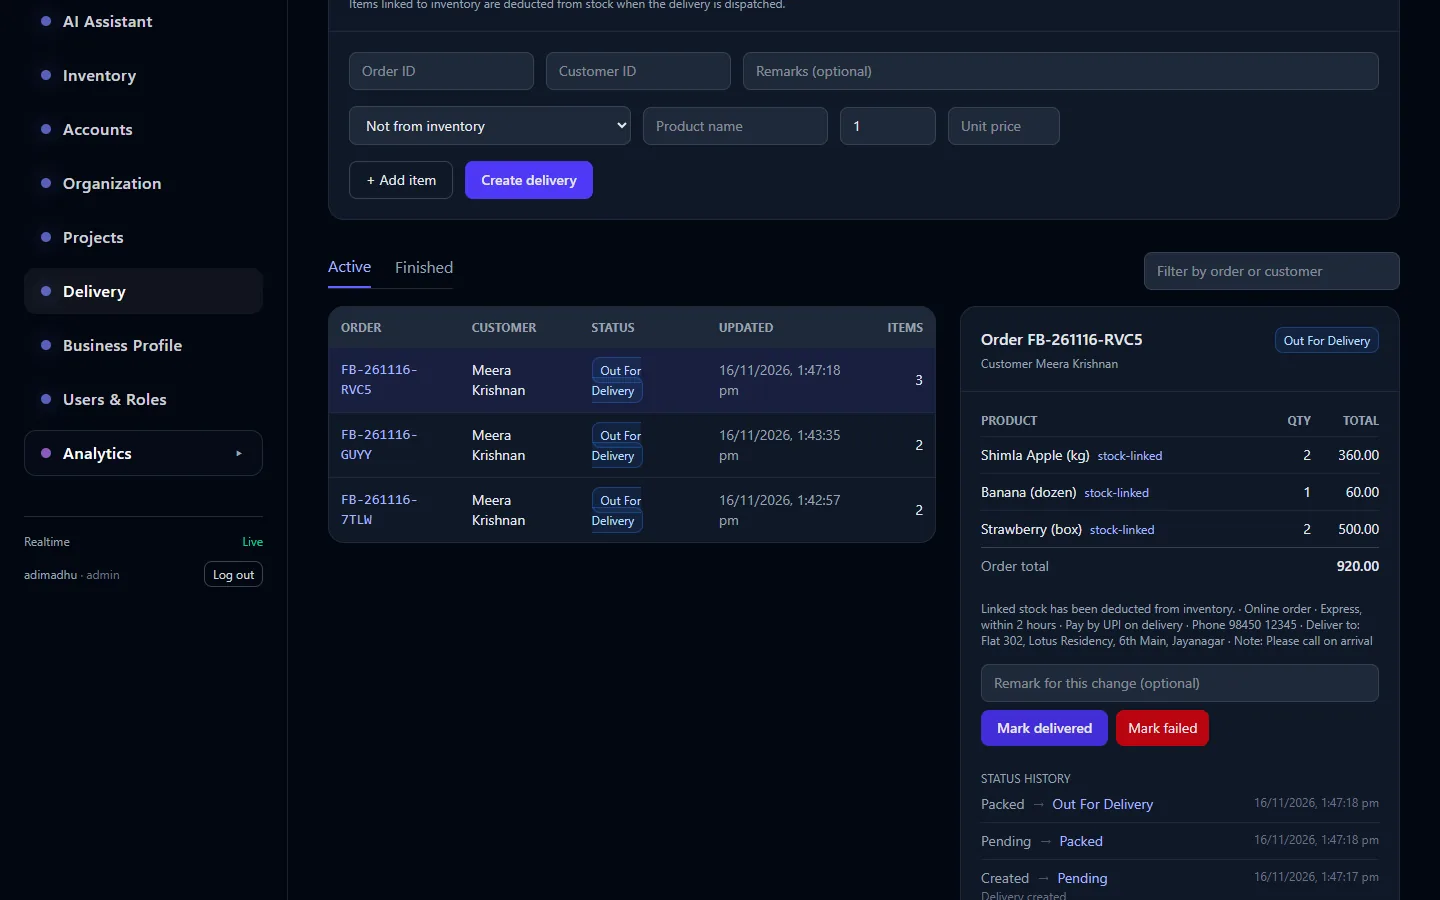 AI Assistant
Inventory
Accounts
Organization
Projects
Delivery
Business Profile
Users & Roles
Analytics
Realtime Live
adimadhu · admin Log out
Items linked to inventory are deducted from stock when the delivery is dispatched.
Order ID Customer ID Remarks (optional)
Not from inventory Product name 1 Unit price
+ Add item Create delivery
Active Finished Filter by order or customer
ORDER CUSTOMER STATUS UPDATED ITEMS
FB-261116- Meera Out For 16/11/2026, 1:47:18 3
RVC5 Krishnan Delivery pm
FB-261116- Meera Out For 16/11/2026, 1:43:35 2
GUYY Krishnan Delivery pm
FB-261116- Meera Out For 16/11/2026, 1:42:57 2
7TLW Krishnan Delivery pm
Order FB-261116-RVC5 Out For Delivery
Customer Meera Krishnan
PRODUCT QTY TOTAL
Shimla Apple (kg) stock-linked 2 360.00
Banana (dozen) stock-linked 1 60.00
Strawberry (box) stock-linked 2 500.00
Order total 920.00
Linked stock has been deducted from inventory. · Online order · Express,
within 2 hours · Pay by UPI on delivery · Phone 98450 12345 · Deliver to:
Flat 302, Lotus Residency, 6th Main, Jayanagar · Note: Please call on arrival
Remark for this change (optional)
Mark delivered Mark failed
STATUS HISTORY
Packed → Out For Delivery 16/11/2026, 1:47:18 pm
Pending → Packed 16/11/2026, 1:47:18 pm
Created → Pending 16/11/2026, 1:47:17 pm
Delivery created